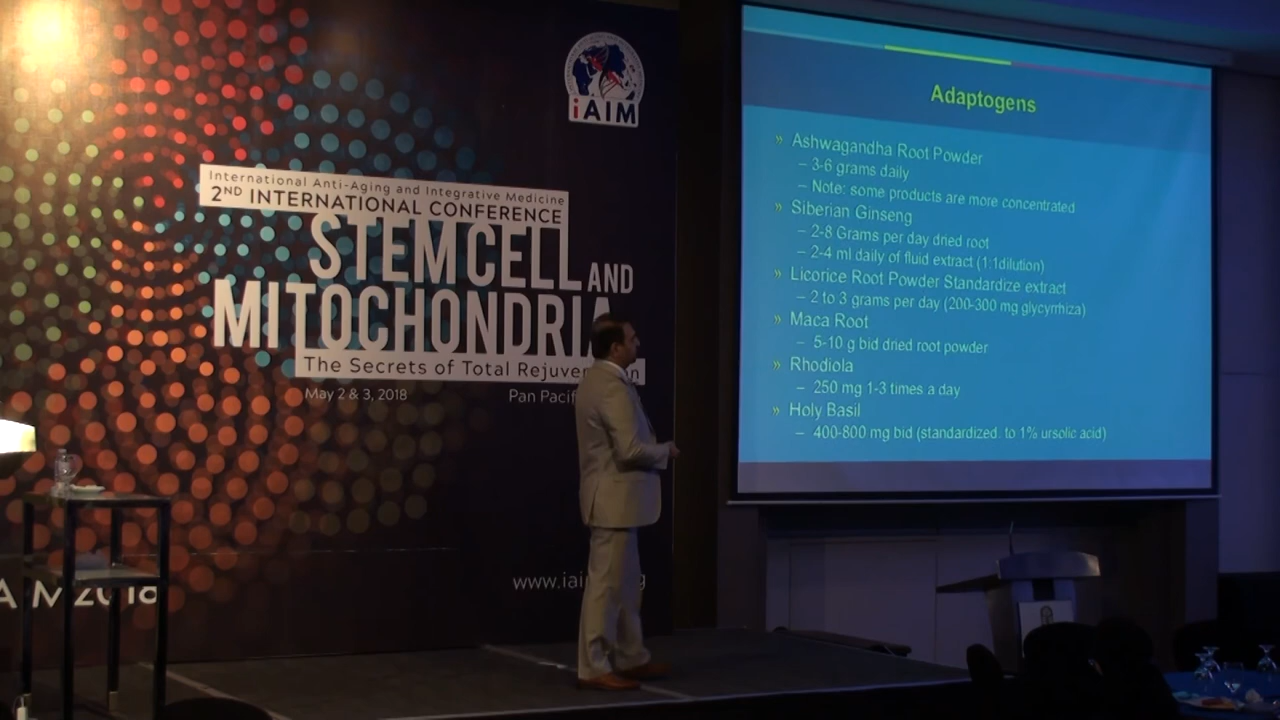 iAIM
International Anti-Aging and Integrative Medicine
2ND INTERNATIONAL CONFERENCE
STEMCELL AND
MITOCHONDRIA
The Secrets of Total
May 2 & 3, 2018
Pan
www.
2018
Adaptogens
» Ashwagandha Root Powder
– 3-6 grams daily
– Note: some products are more concentrated
» Siberian Ginseng
– 2-8 Grams per day dried root
– 2-4 ml daily of fluid extract (1:1dilution)
» Licorice Root Powder Standardize extract
– 2 to 3 grams per day (200-300 mg glycyrrhiza)
» Maca Root
– 5-10 g bid dried root powder
» Rhodiola
– 250 mg 1-3 times a day
» Holy Basil
– 400-800 mg bid (standardized. to 1% ursolic acid)